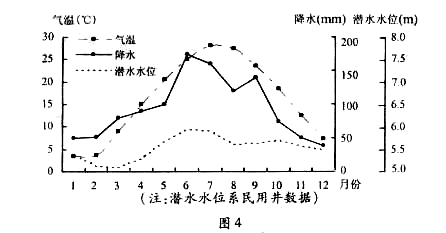 气温(℃) 降水(mm) 潜水水位(m)
30 200 8.0
25 7.5
20 150 7.0
15 100 6.5
10 6.0
5 50 5.5
0 0 5.0
气温
降水
潜水水位
1 2 3 4 5 6 7 8 9 10 11 12 月份
(注:潜水水位系民用井数据)
图4